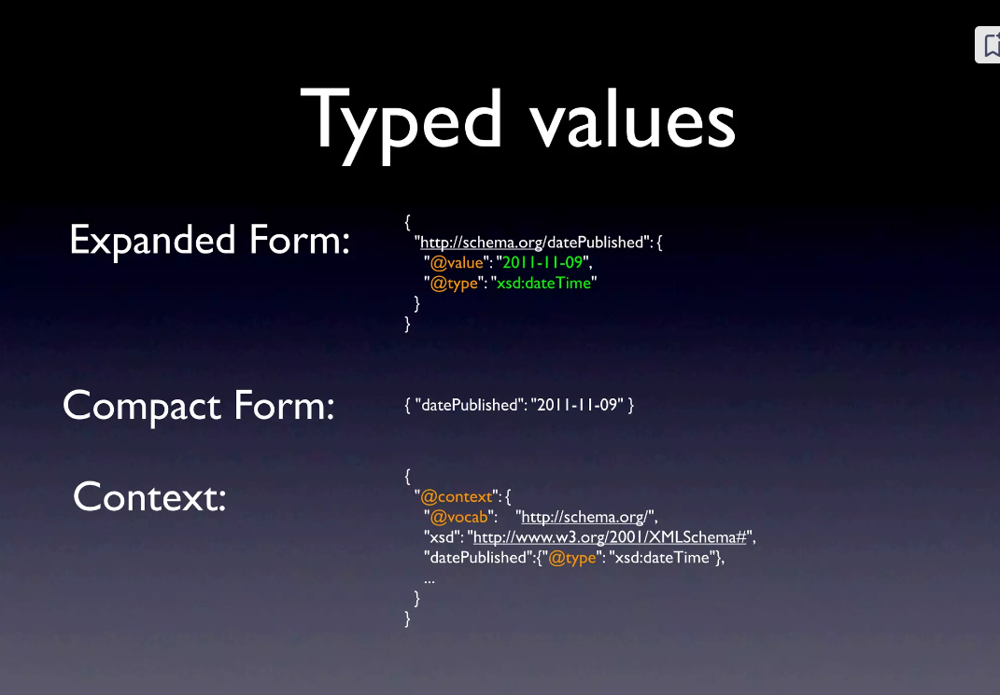 Typed values
Expanded Form:
{
"http://schema.org/datePublished": {
"@value": "2011-11-09",
"@type": "xsd:dateTime"
}
}
Compact Form:
{ "datePublished": "2011-11-09" }
Context:
{
"@context": {
"@vocab": "http://schema.org/",
"xsd": "http://www.w3.org/2001/XMLSchema#",
"datePublished":{"@type": "xsd:dateTime"},
...
}
}